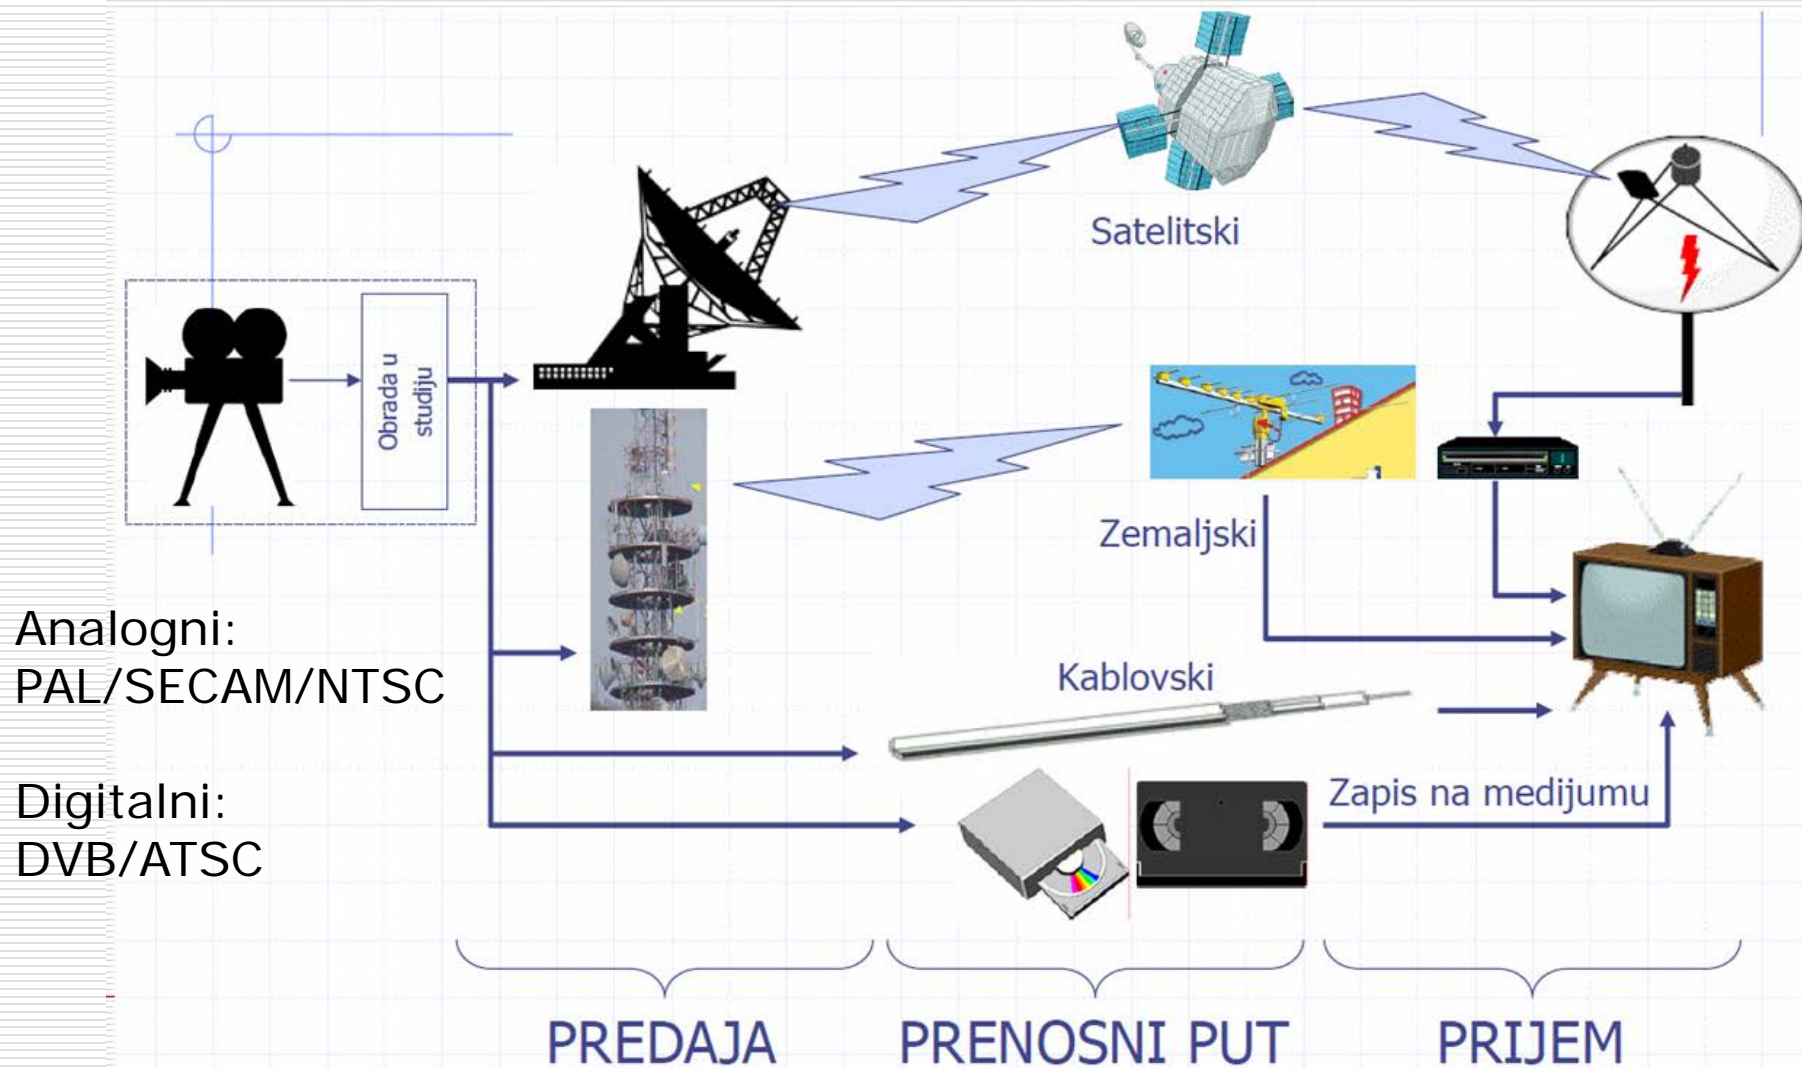 Satelitski
Obrada u
studiju
Zemaljski
Analogni:
PAL/SECAM/NTSC
Kablovski
Digitalni:
DVB/ATSC
Zapis na medijumu
PREDAJA
PRENOSNI PUT
PRIJEM